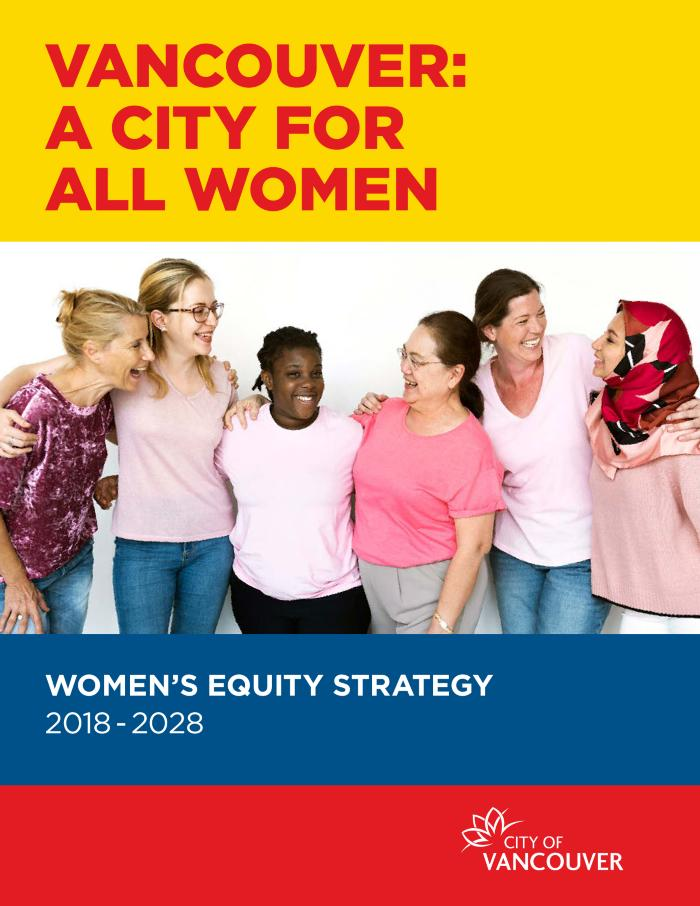 VANCOUVER:
A CITY FOR
ALL WOMEN
WOMEN’S EQUITY STRATEGY
2018 - 2028
CITY OF
VANCOUVER